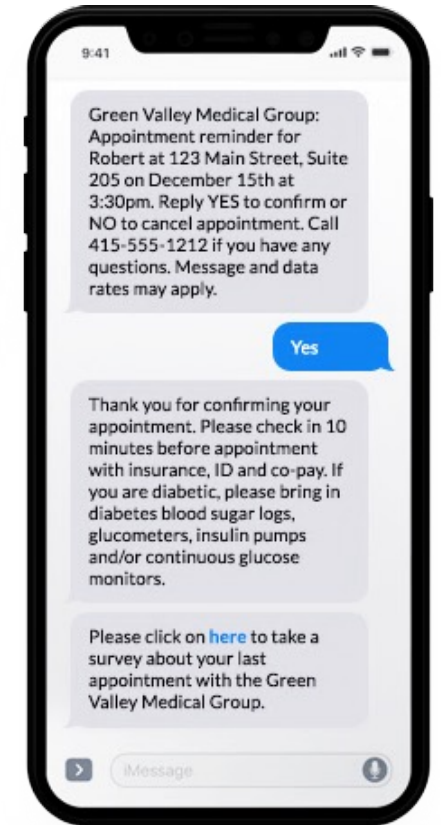 9:41
Green Valley Medical Group:
Appointment reminder for
Robert at 123 Main Street, Suite
205 on December 15th at
3:30pm. Reply YES to confirm or
NO to cancel appointment. Call
415-555-1212 if you have any
questions. Message and data
rates may apply.
Yes
Thank you for confirming your
appointment. Please check in 10
minutes before appointment
with insurance, ID and co-pay. If
you are diabetic, please bring in
diabetes blood sugar logs,
glucometers, insulin pumps
and/or continuous glucose
monitors.
Please click on here to take a
survey about your last
appointment with the Green
Valley Medical Group.
iMessage